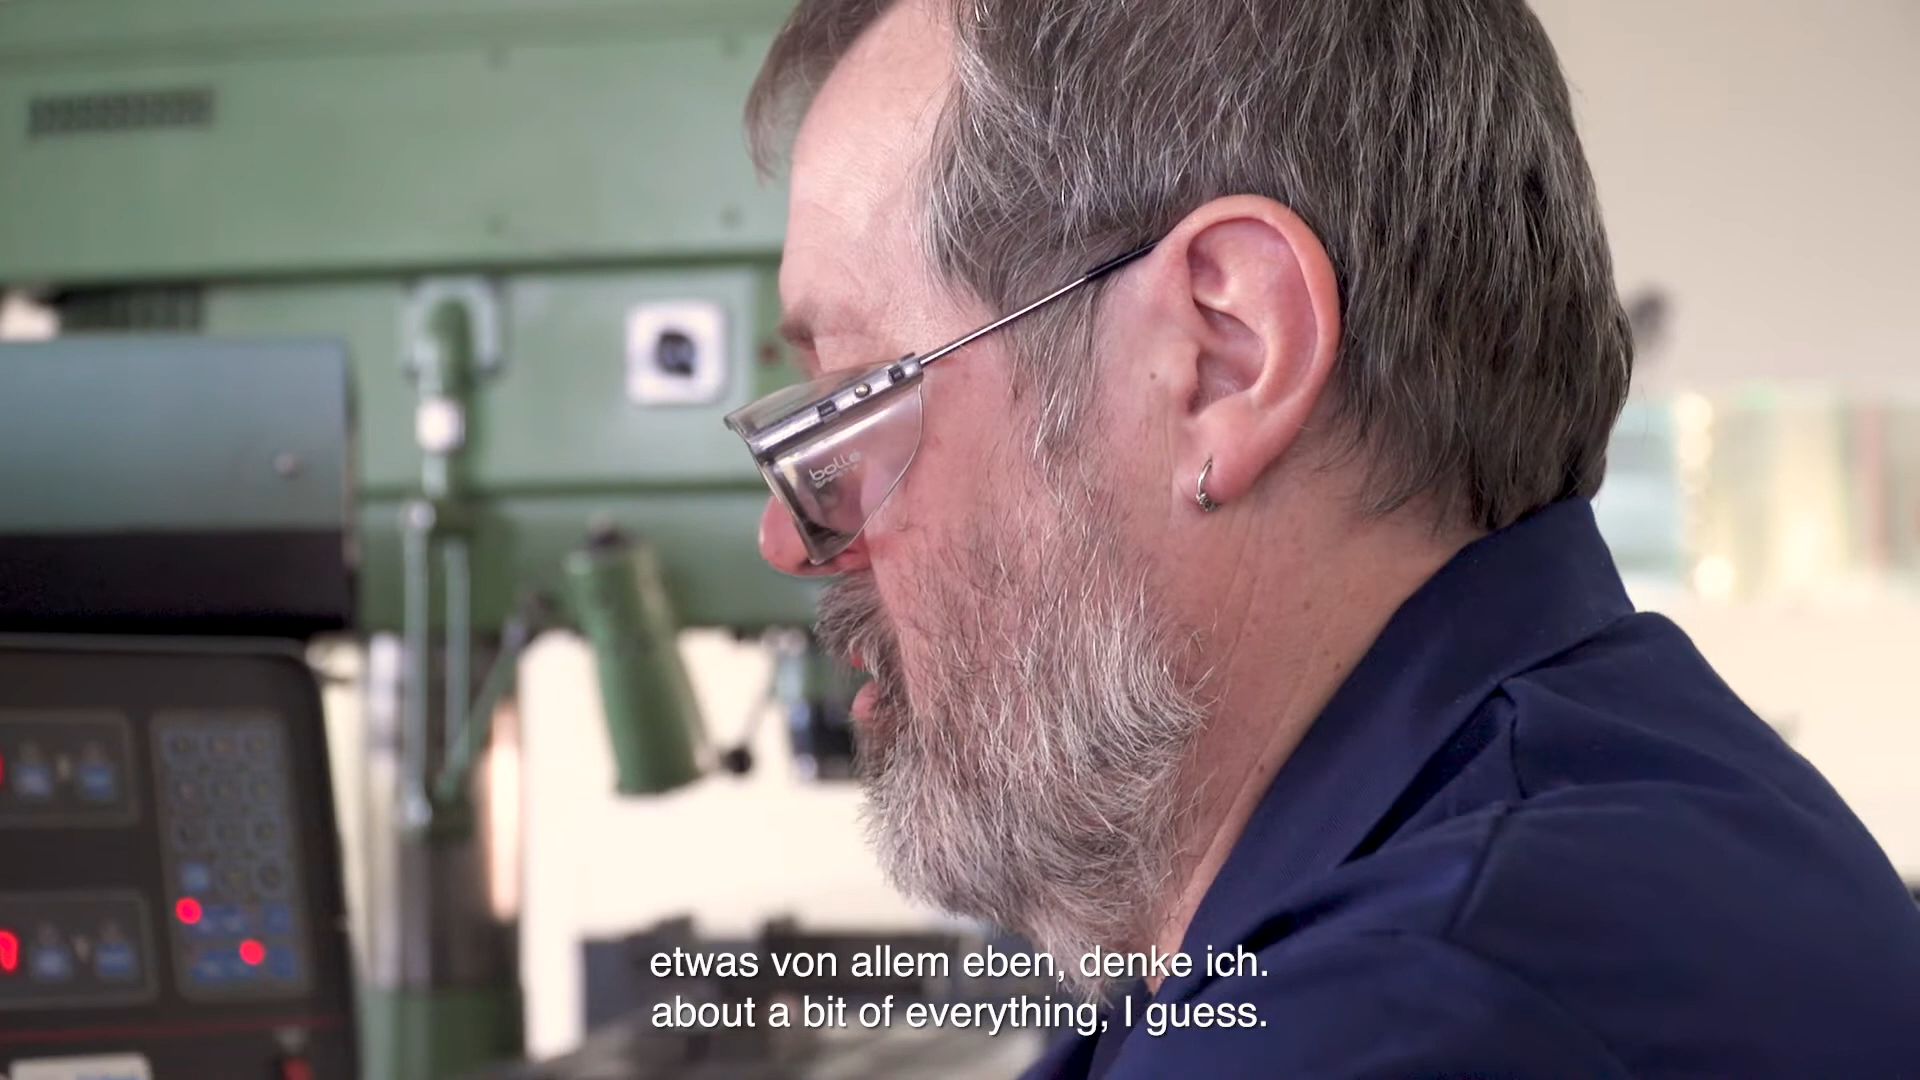 bollé
etwas von allem eben, denke ich.
about a bit of everything, I guess.